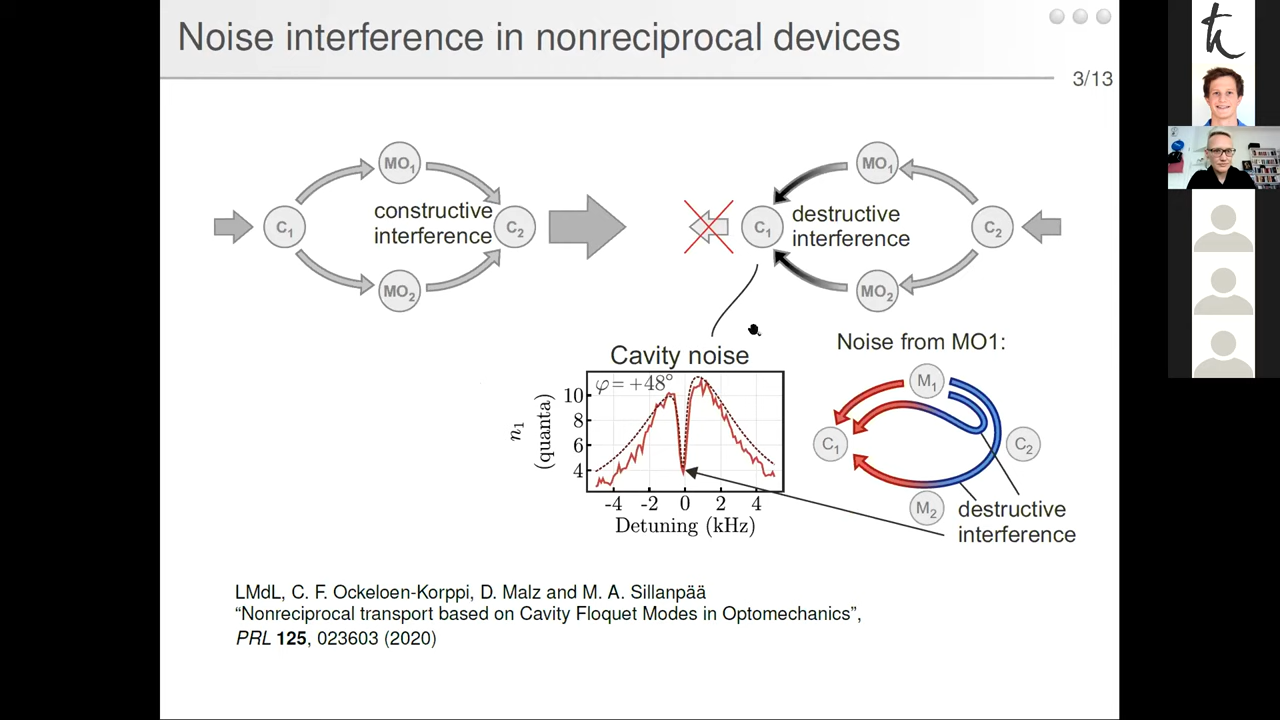 Noise interference in nonreciprocal devices
3/13
MO1
constructive
interference
C1
C2
MO2
MO1
destructive
interference
C1
C2
MO2
Cavity noise
φ = +48°
n1
(quanta)
10
8
6
4
-4 -2 0 2 4
Detuning (kHz)
Noise from MO1:
M1
C1
C2
M2
destructive
interference
LMdL, C. F. Ockeloen-Korppi, D. Malz and M. A. Sillanpää
“Nonreciprocal transport based on Cavity Floquet Modes in Optomechanics”,
PRL 125, 023603 (2020)